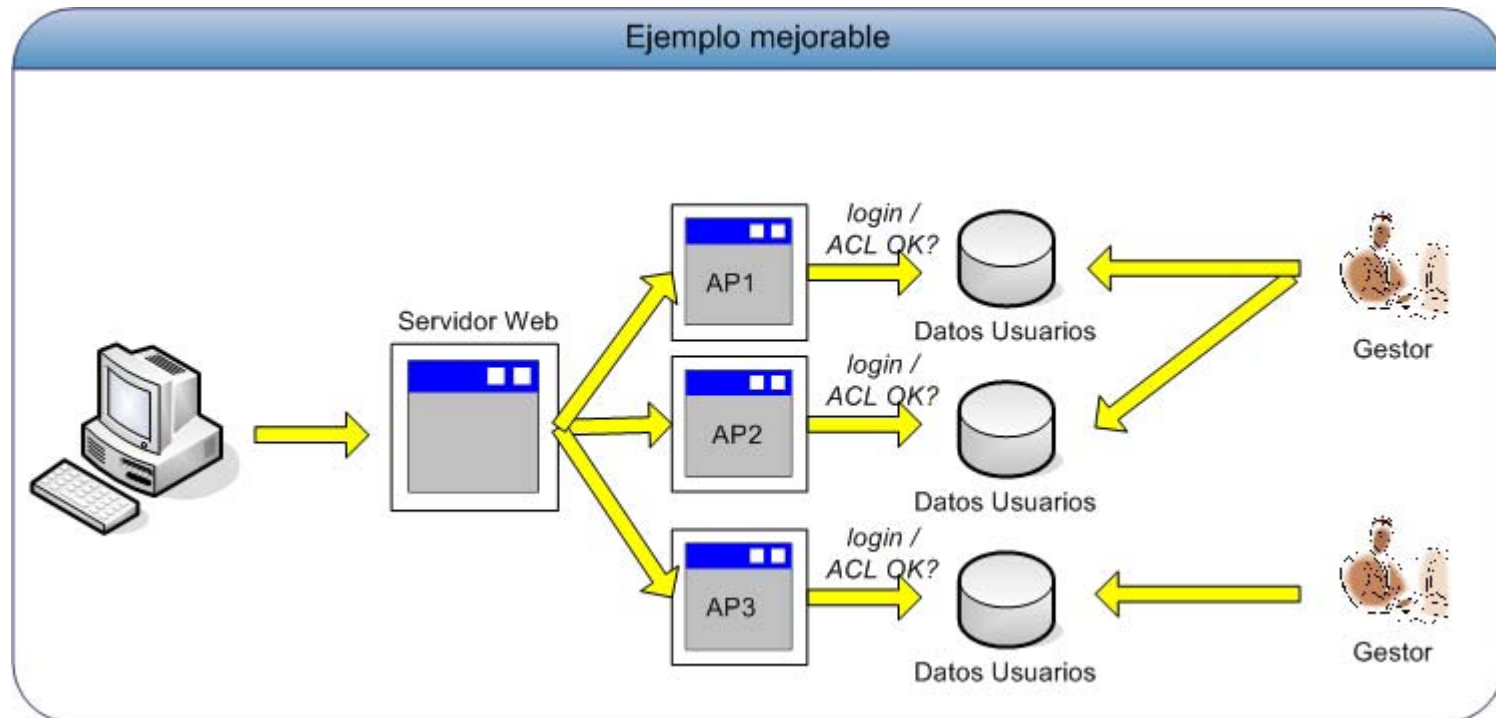 Ejemplo mejorable
Servidor Web
AP1
login /
ACL OK?
Datos Usuarios
Gestor
AP2
login /
ACL OK?
Datos Usuarios
AP3
login /
ACL OK?
Datos Usuarios
Gestor